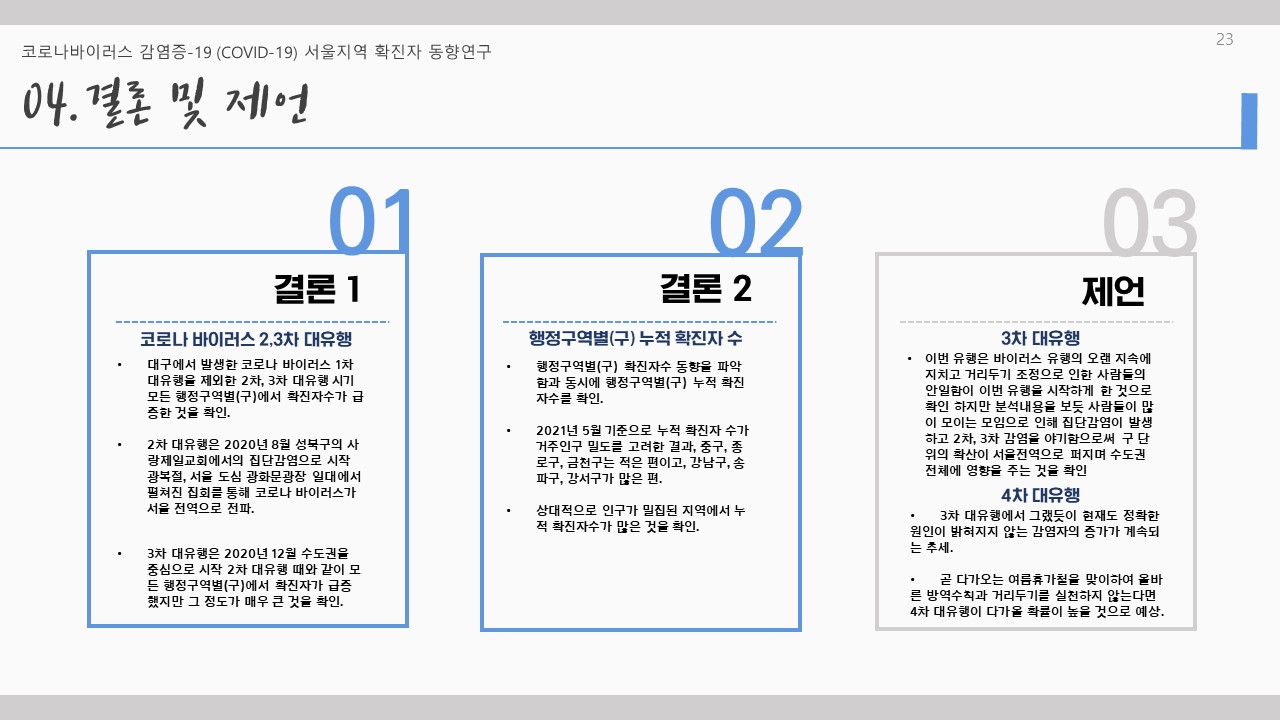 코로나바이러스 감염증-19 (COVID-19) 서울지역 확진자 동향연구
23
04.결론 및 제언
01
결론 1
코로나 바이러스 2,3차 대유행
• 대구에서 발생한 코로나 바이러스 1차
대유행을 제외한 2차, 3차 대유행 시기
모든 행정구역별(구)에서 확진자수가 급
증한 것을 확인.
• 2차 대유행은 2020년 8월 성북구의 사
랑제일교회에서의 집단감염으로 시작
광복절, 서울 도심 광화문광장 일대에서
펼쳐진 집회를 통해 코로나 바이러스가
서울 전역으로 전파.
• 3차 대유행은 2020년 12월 수도권을
중심으로 시작 2차 대유행 때와 같이 모
든 행정구역별(구)에서 확진자가 급증
했지만 그 정도가 매우 큰 것을 확인.
02
결론 2
행정구역별(구) 누적 확진자 수
• 행정구역별(구) 확진자수 동향을 파악
함과 동시에 행정구역별(구) 누적 확진
자수를 확인.
• 2021년 5월 기준으로 누적 확진자 수가
거주인구 밀도를 고려한 결과, 중구, 종
로구, 금천구는 적은 편이고, 강남구, 송
파구, 강서구가 많은 편.
• 상대적으로 인구가 밀집된 지역에서 누
적 확진자수가 많은 것을 확인.
03
제언
3차 대유행
• 이번 유행은 바이러스 유행의 오랜 지속에
지치고 거리두기 조정으로 인한 사람들의
안일함이 이번 유행을 시작하게 한 것으로
확인 하지만 분석내용을 보듯 사람들이 많
이 모이는 모임으로 인해 집단감염이 발생
하고 2차, 3차 감염을 야기함으로써 구 단
위의 확산이 서울전역으로 퍼지며 수도권
전체에 영향을 주는 것을 확인
4차 대유행
• 3차 대유행에서 그랬듯이 현재도 정확한
원인이 밝혀지지 않는 감염자의 증가가 계속되
는 추세.
• 곧 다가오는 여름휴가철을 맞이하여 올바
른 방역수칙과 거리두기를 실천하지 않는다면
4차 대유행이 다가올 확률이 높을 것으로 예상.